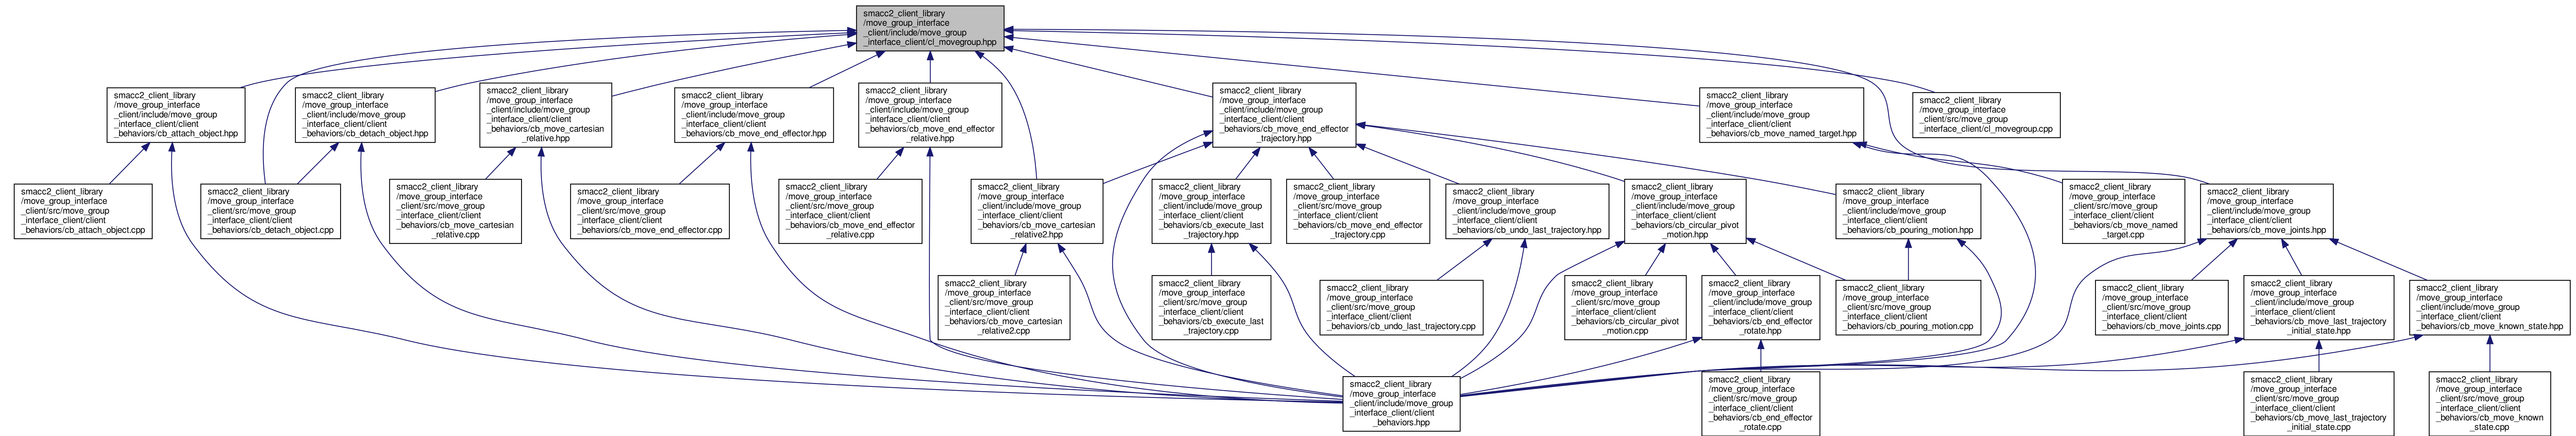 smacc2_client_library
/move_group_interface
_client/include/move_group
_interface_client/cl_movegroup.hpp
smacc2_client_library
/move_group_interface
_client/include/move_group
_interface_client/client
_behaviors/cb_attach_object.hpp
smacc2_client_library
/move_group_interface
_client/include/move_group
_interface_client/client
_behaviors/cb_detach_object.hpp
smacc2_client_library
/move_group_interface
_client/include/move_group
_interface_client/client
_behaviors/cb_move_cartesian
_relative.hpp
smacc2_client_library
/move_group_interface
_client/include/move_group
_interface_client/client
_behaviors/cb_move_end_effector.hpp
smacc2_client_library
/move_group_interface
_client/include/move_group
_interface_client/client
_behaviors/cb_move_end_effector
_relative.hpp
smacc2_client_library
/move_group_interface
_client/include/move_group
_interface_client/client
_behaviors/cb_move_end_effector
_trajectory.hpp
smacc2_client_library
/move_group_interface
_client/include/move_group
_interface_client/client
_behaviors/cb_move_named_target.hpp
smacc2_client_library
/move_group_interface
_client/src/move_group
_interface_client/cl_movegroup.cpp
smacc2_client_library
/move_group_interface
_client/src/move_group
_interface_client/client
_behaviors/cb_attach_object.cpp
smacc2_client_library
/move_group_interface
_client/src/move_group
_interface_client/client
_behaviors/cb_detach_object.cpp
smacc2_client_library
/move_group_interface
_client/src/move_group
_interface_client/client
_behaviors/cb_move_cartesian
_relative.cpp
smacc2_client_library
/move_group_interface
_client/src/move_group
_interface_client/client
_behaviors/cb_move_end_effector.cpp
smacc2_client_library
/move_group_interface
_client/src/move_group
_interface_client/client
_behaviors/cb_move_end_effector
_relative.cpp
smacc2_client_library
/move_group_interface
_client/include/move_group
_interface_client/client
_behaviors/cb_move_cartesian
_relative2.hpp
smacc2_client_library
/move_group_interface
_client/include/move_group
_interface_client/client
_behaviors/cb_execute_last
_trajectory.hpp
smacc2_client_library
/move_group_interface
_client/src/move_group
_interface_client/client
_behaviors/cb_move_end_effector
_trajectory.cpp
smacc2_client_library
/move_group_interface
_client/include/move_group
_interface_client/client
_behaviors/cb_undo_last_trajectory.hpp
smacc2_client_library
/move_group_interface
_client/include/move_group
_interface_client/client
_behaviors/cb_circular_pivot
_motion.hpp
smacc2_client_library
/move_group_interface
_client/include/move_group
_interface_client/client
_behaviors/cb_pouring_motion.hpp
smacc2_client_library
/move_group_interface
_client/src/move_group
_interface_client/client
_behaviors/cb_move_named
_target.cpp
smacc2_client_library
/move_group_interface
_client/include/move_group
_interface_client/client
_behaviors/cb_move_joints.hpp
smacc2_client_library
/move_group_interface
_client/src/move_group
_interface_client/client
_behaviors/cb_move_cartesian
_relative2.cpp
smacc2_client_library
/move_group_interface
_client/src/move_group
_interface_client/client
_behaviors/cb_execute_last
_trajectory.cpp
smacc2_client_library
/move_group_interface
_client/src/move_group
_interface_client/client
_behaviors/cb_undo_last_trajectory.cpp
smacc2_client_library
/move_group_interface
_client/src/move_group
_interface_client/client
_behaviors/cb_circular_pivot
_motion.cpp
smacc2_client_library
/move_group_interface
_client/include/move_group
_interface_client/client
_behaviors/cb_end_effector
_rotate.hpp
smacc2_client_library
/move_group_interface
_client/src/move_group
_interface_client/client
_behaviors/cb_pouring_motion.cpp
smacc2_client_library
/move_group_interface
_client/src/move_group
_interface_client/client
_behaviors/cb_move_joints.cpp
smacc2_client_library
/move_group_interface
_client/include/move_group
_interface_client/client
_behaviors/cb_move_last_trajectory
_initial_state.hpp
smacc2_client_library
/move_group_interface
_client/include/move_group
_interface_client/client
_behaviors/cb_move_known_state.hpp
smacc2_client_library
/move_group_interface
_client/include/move_group
_interface_client/client
_behaviors.hpp
smacc2_client_library
/move_group_interface
_client/src/move_group
_interface_client/client
_behaviors/cb_end_effector
_rotate.cpp
smacc2_client_library
/move_group_interface
_client/src/move_group
_interface_client/client
_behaviors/cb_move_last_trajectory
_initial_state.cpp
smacc2_client_library
/move_group_interface
_client/src/move_group
_interface_client/client
_behaviors/cb_move_known
_state.cpp